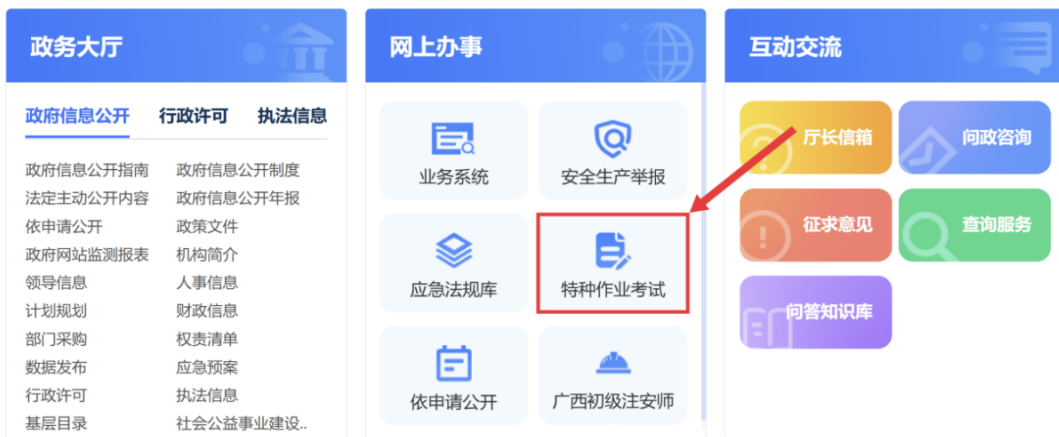 政务大厅
政府信息公开 行政许可 执法信息
政府信息公开指南 政府信息公开制度
法定主动公开内容 政府信息公开年报
依申请公开 政策文件
政府网站监测报表 机构简介
领导信息 人事信息
计划规划 财政信息
部门采购 权责清单
数据发布 应急预案
行政许可 执法信息
基层目录 社会公益事业建设..
网上办事
业务系统 安全生产举报
应急法规库 特种作业考试
依申请公开 广西初级注安师
互动交流
厅长信箱 问政咨询
征求意见 查询服务
问答知识库